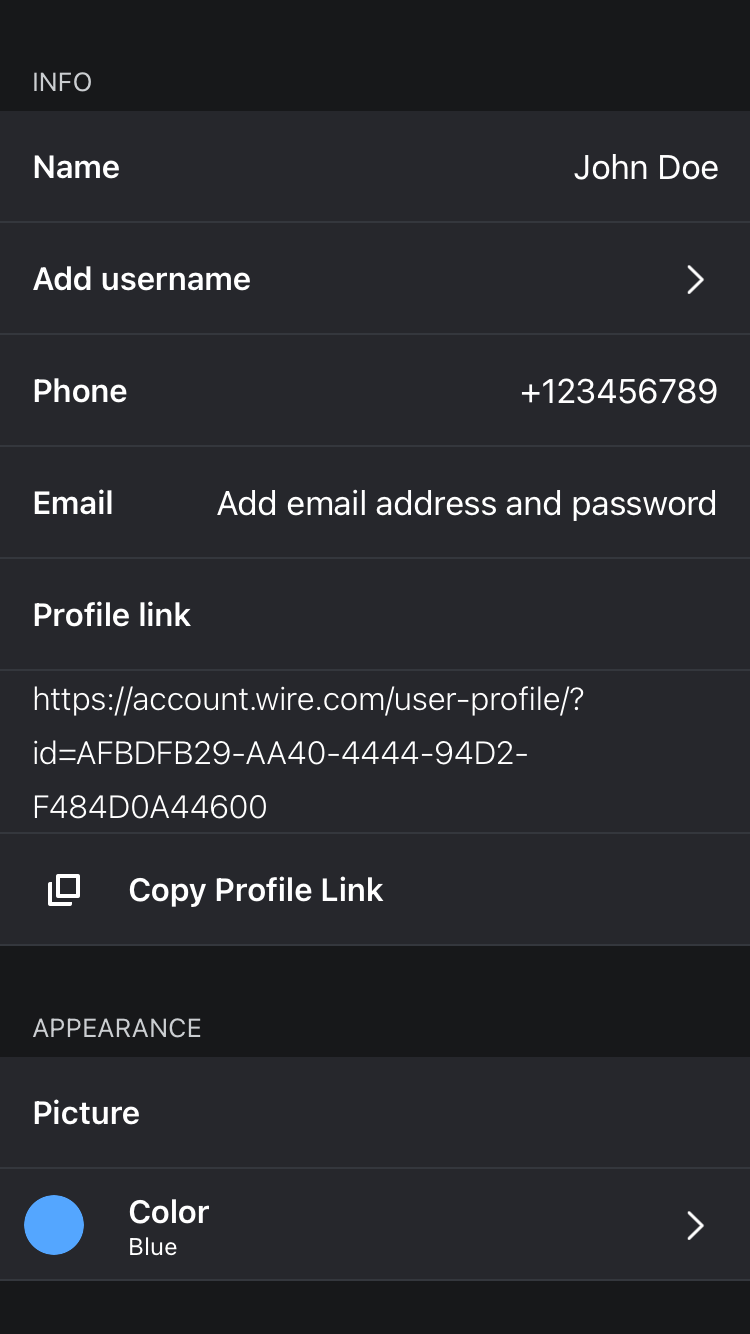 INFO
Name John Doe
Add username
Phone +123456789
Email Add email address and password
Profile link
https://account.wire.com/user-profile/?
id=AFBDFB29-AA40-4444-94D2-
F484D0A44600
Copy Profile Link
APPEARANCE
Picture
Color
Blue